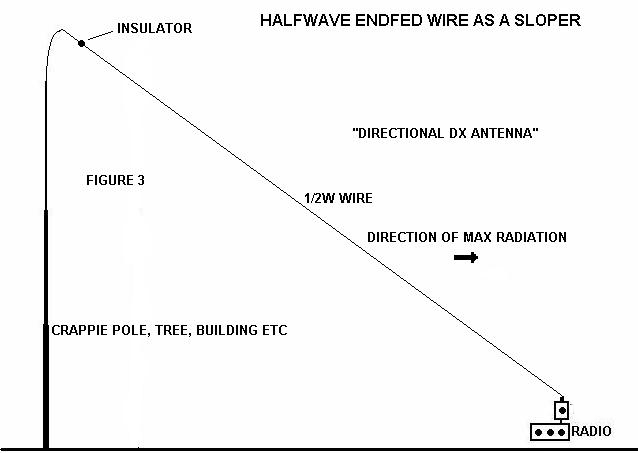 HALFWAVE ENDFED WIRE AS A SLOPER
INSULATOR
"DIRECTIONAL DX ANTENNA"
FIGURE 3
1/2W WIRE
DIRECTION OF MAX RADIATION
CRAPPIE POLE, TREE, BUILDING ETC
RADIO